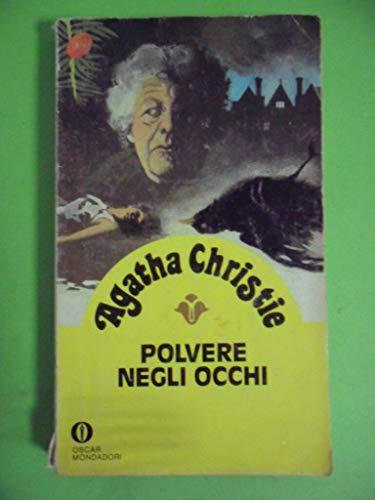 Agatha Christie
POLVERE
NEGLI OCCHI
OSCAR
MONDADORI